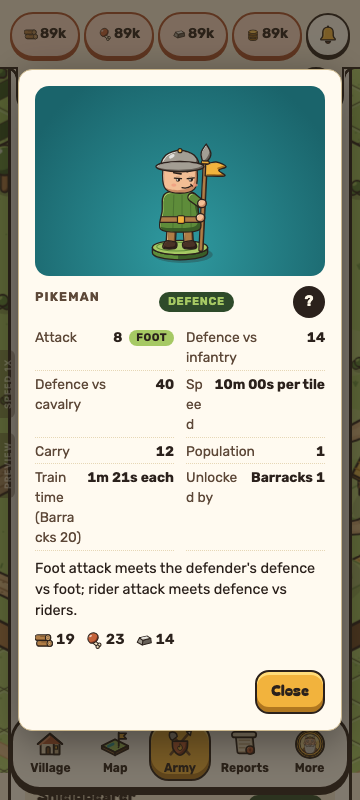 89k 89k 89k 89k
PIKEMAN DEFENCE ?
Attack 8 FOOT
Defence vs infantry 14
Defence vs cavalry 40
Sp
ee
d
10m 00s per tile
Carry 12
Population 1
Train
time
(Barra
cks 20)
1m 21s each
Unlocke
d by
Barracks 1
Foot attack meets the defender's defence
vs foot; rider attack meets defence vs
riders.
19 23 14
Close
SPEED 1X
PREVIEW
Village Map Army Reports More